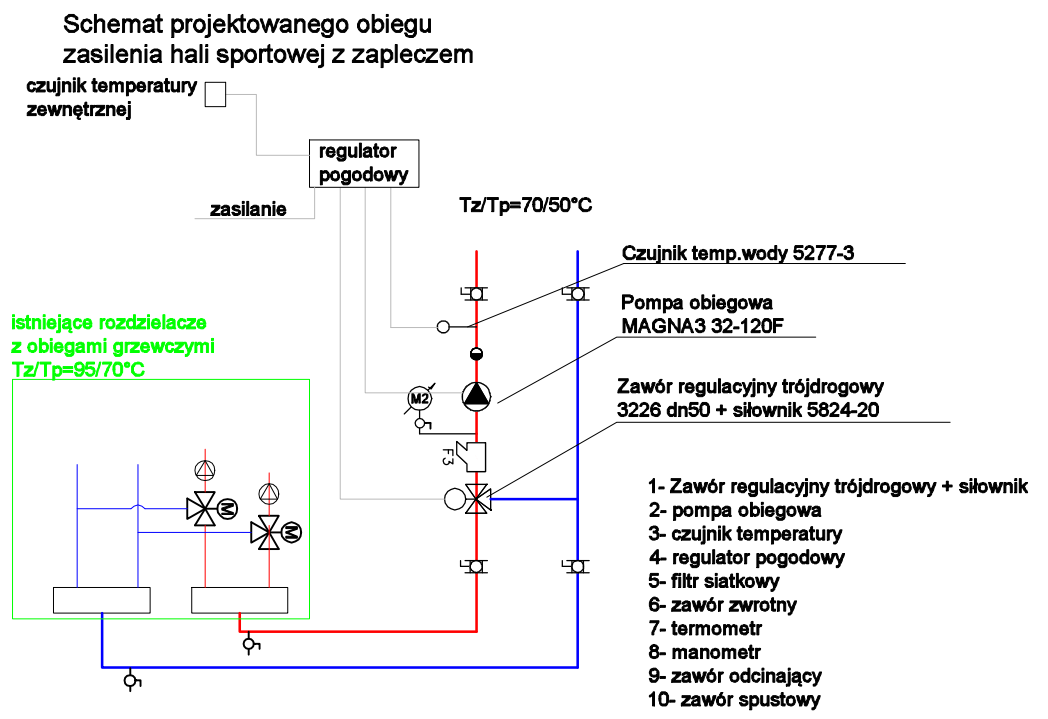 Schemat projektowanego obiegu
zasilenia hali sportowej z zapleczem
czujnik temperatury
zewnętrznej
regulator
pogodowy
zasilanie
Tz/Tp=70/50°C
Czujnik temp.wody 5277-3
Pompa obiegowa
MAGNA3 32-120F
istniejące rozdzielacze
z obiegami grzewczymi
Tz/Tp=95/70°C
Zawór regulacyjny trójdrogowy
3226 dn50 + siłownik 5824-20
M2
F3
M
M
1- Zawór regulacyjny trójdrogowy + siłownik
2- pompa obiegowa
3- czujnik temperatury
4- regulator pogodowy
5- filtr siatkowy
6- zawór zwrotny
7- termometr
8- manometr
9- zawór odcinający
10- zawór spustowy